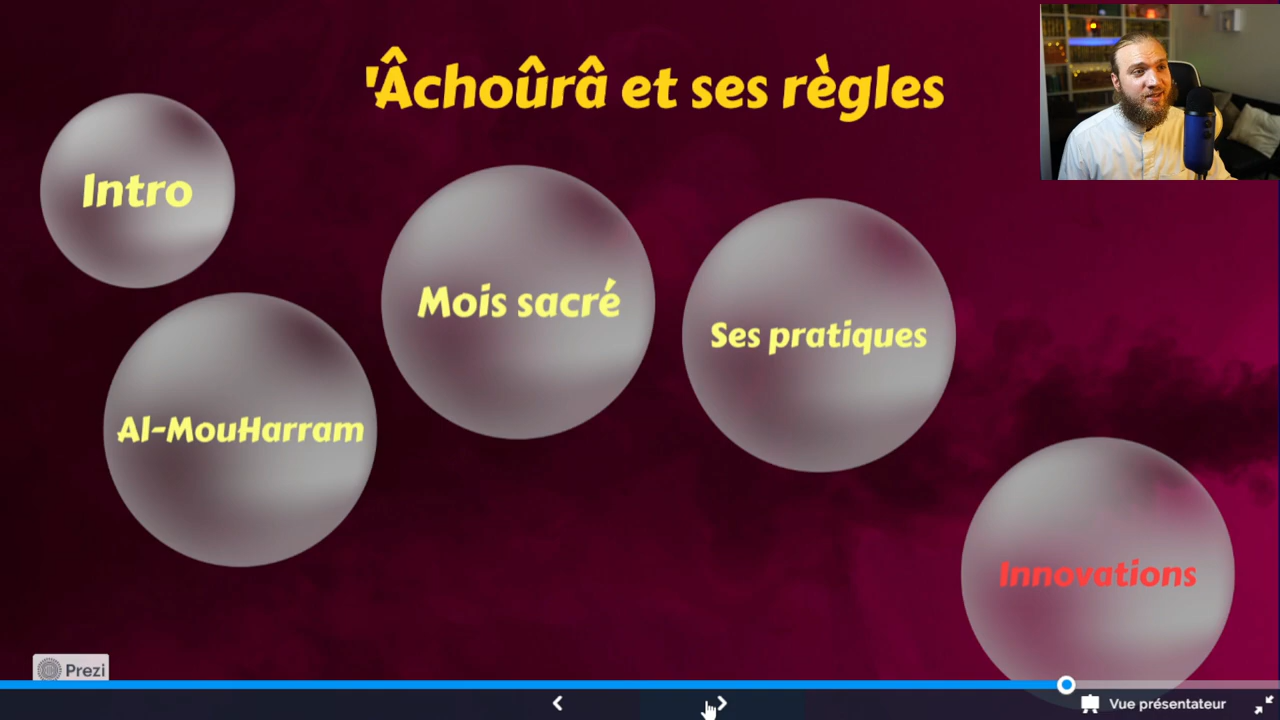 'Âchoûrâ et ses règles
Intro
Al-MouHarram
Mois sacré
Ses pratiques
Innovations
Prezi
Vue présentateur